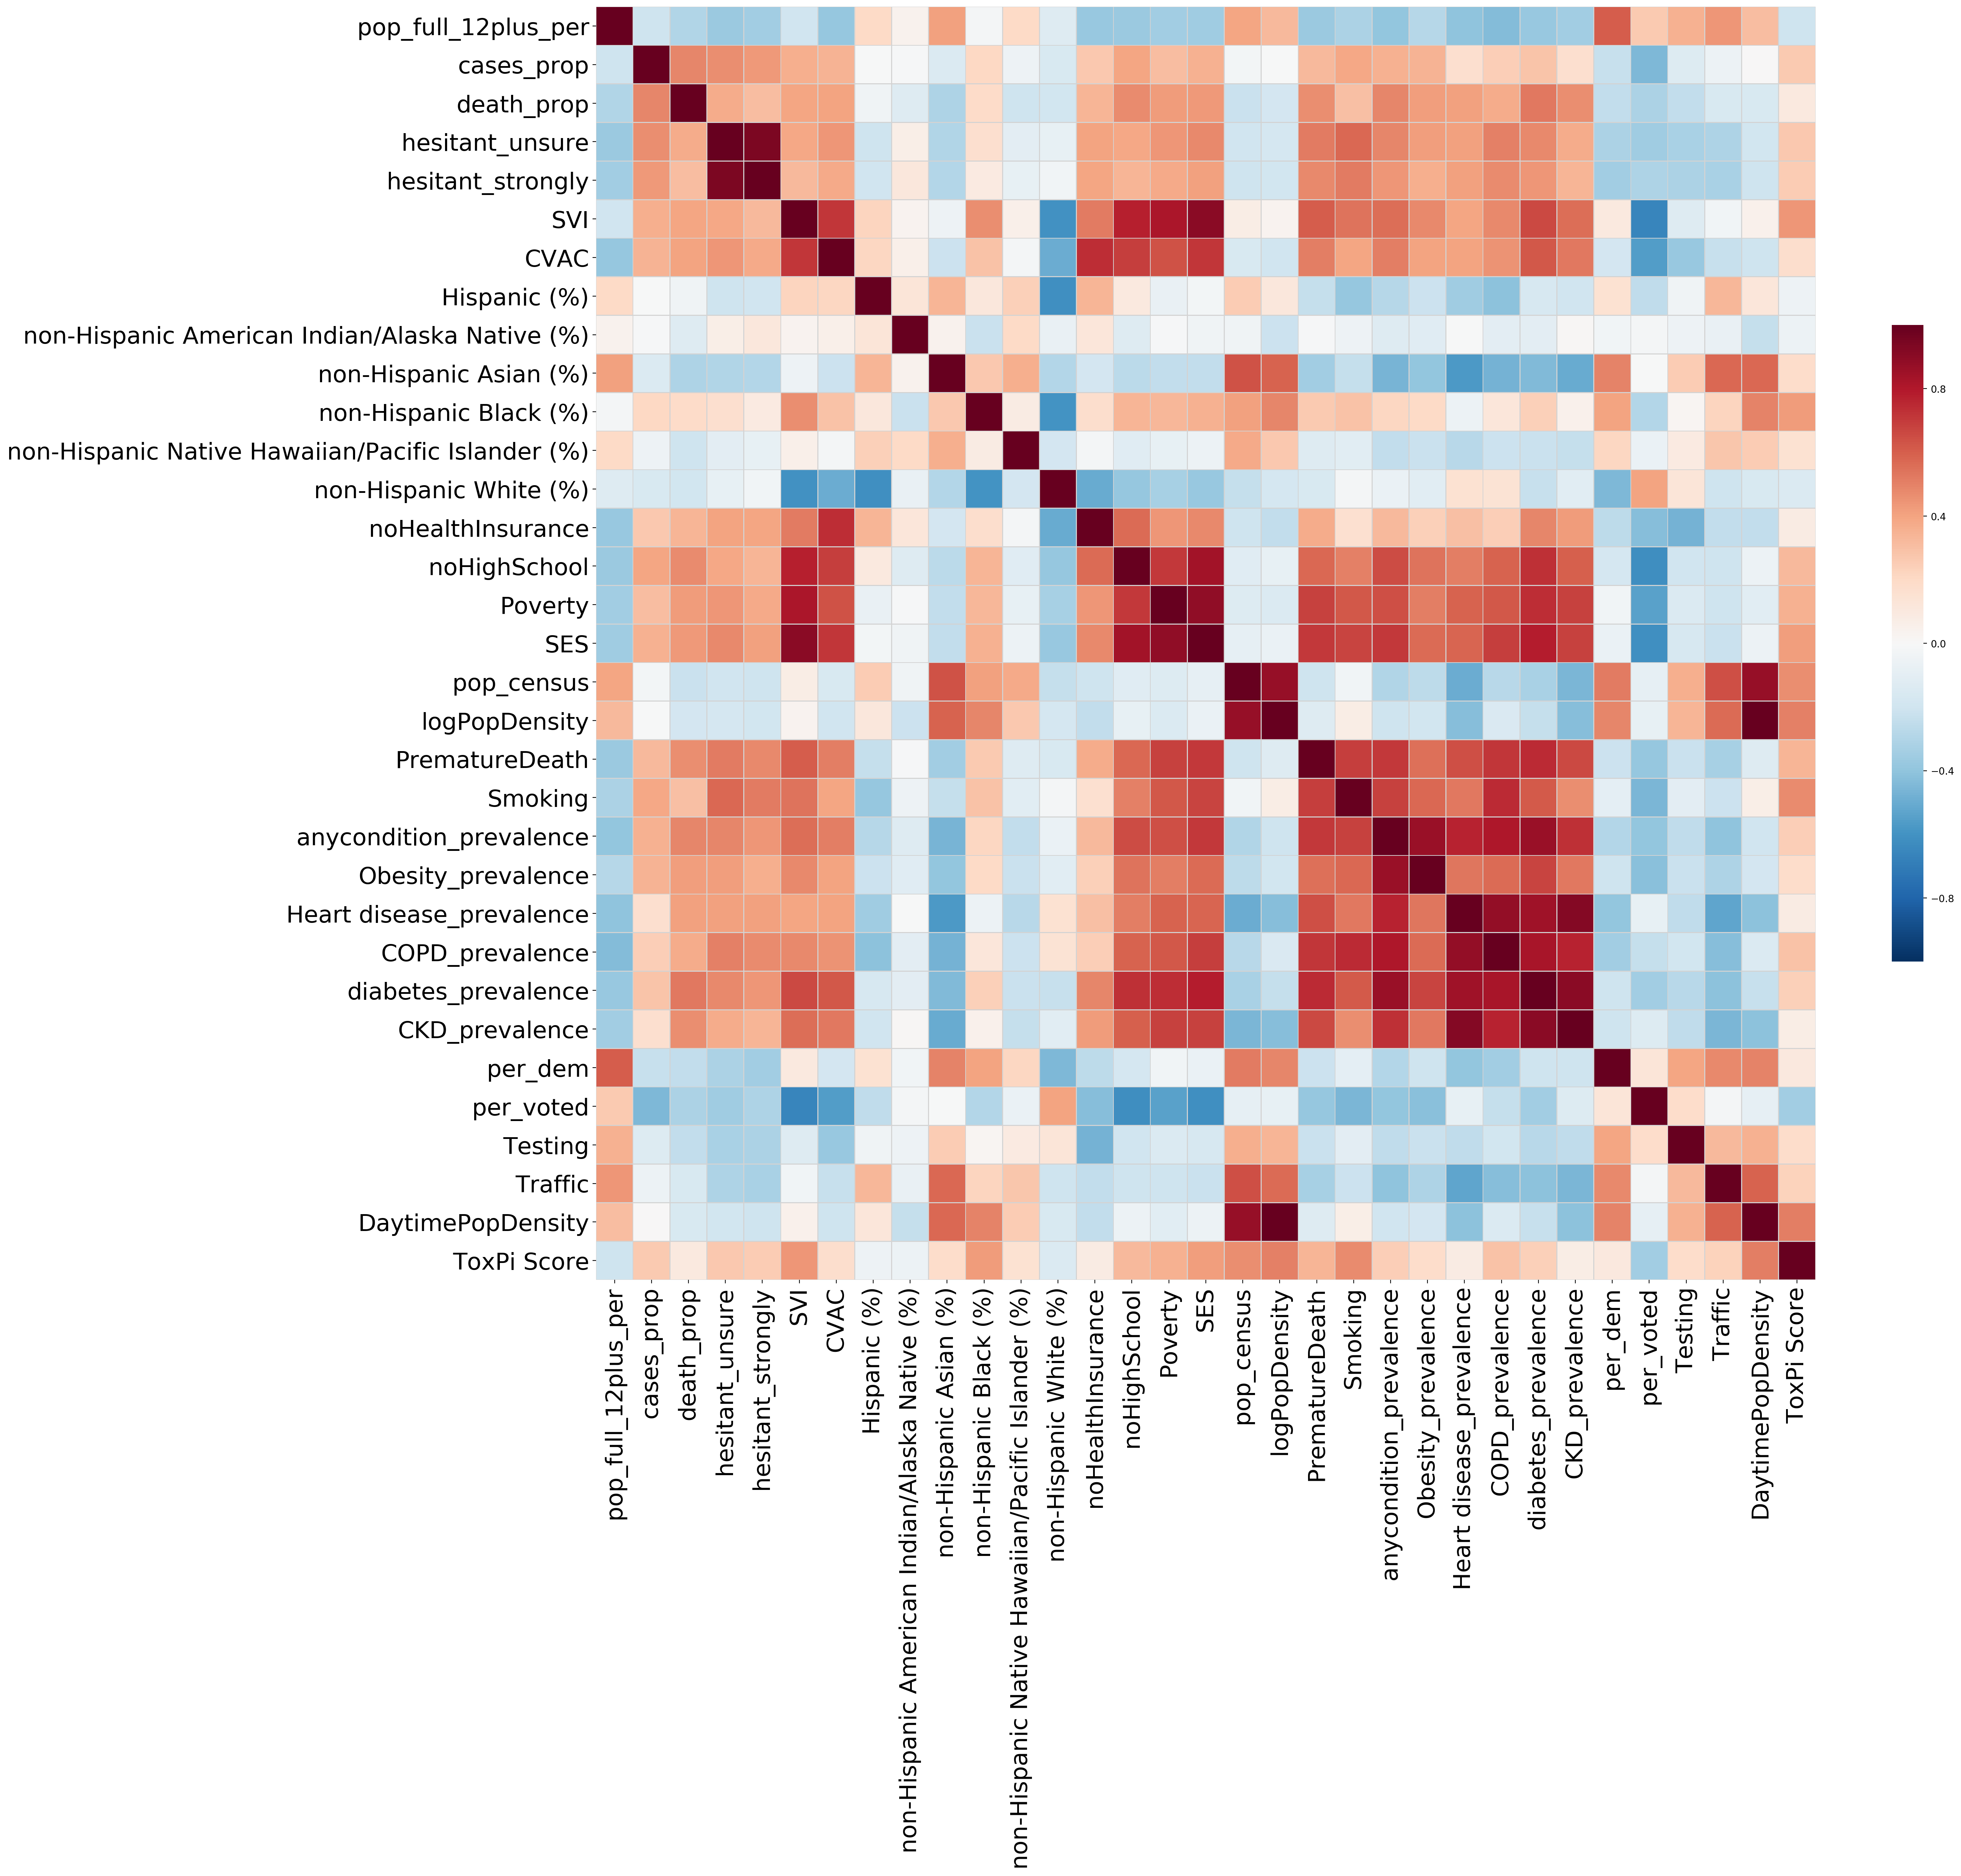 pop_full_12plus_per
cases_prop
death_prop
hesitant_unsure
hesitant_strongly
SVI
CVAC
Hispanic (%)
non-Hispanic American Indian/Alaska Native (%)
non-Hispanic Asian (%)
non-Hispanic Black (%)
non-Hispanic Native Hawaiian/Pacific Islander (%)
non-Hispanic White (%)
noHealthInsurance
noHighSchool
Poverty
SES
pop_census
logPopDensity
PrematureDeath
Smoking
anycondition_prevalence
Obesity_prevalence
Heart disease_prevalence
COPD_prevalence
diabetes_prevalence
CKD_prevalence
per_dem
per_voted
Testing
Traffic
DaytimePopDensity
ToxPi Score
pop_full_12plus_per
cases_prop
death_prop
hesitant_unsure
hesitant_strongly
SVI
CVAC
Hispanic (%)
non-Hispanic American Indian/Alaska Native (%)
non-Hispanic Asian (%)
non-Hispanic Black (%)
non-Hispanic Native Hawaiian/Pacific Islander (%)
non-Hispanic White (%)
noHealthInsurance
noHighSchool
Poverty
SES
pop_census
logPopDensity
PrematureDeath
Smoking
anycondition_prevalence
Obesity_prevalence
Heart disease_prevalence
COPD_prevalence
diabetes_prevalence
CKD_prevalence
per_dem
per_voted
Testing
Traffic
DaytimePopDensity
ToxPi Score
0.8
0.4
0.0
−0.4
−0.8